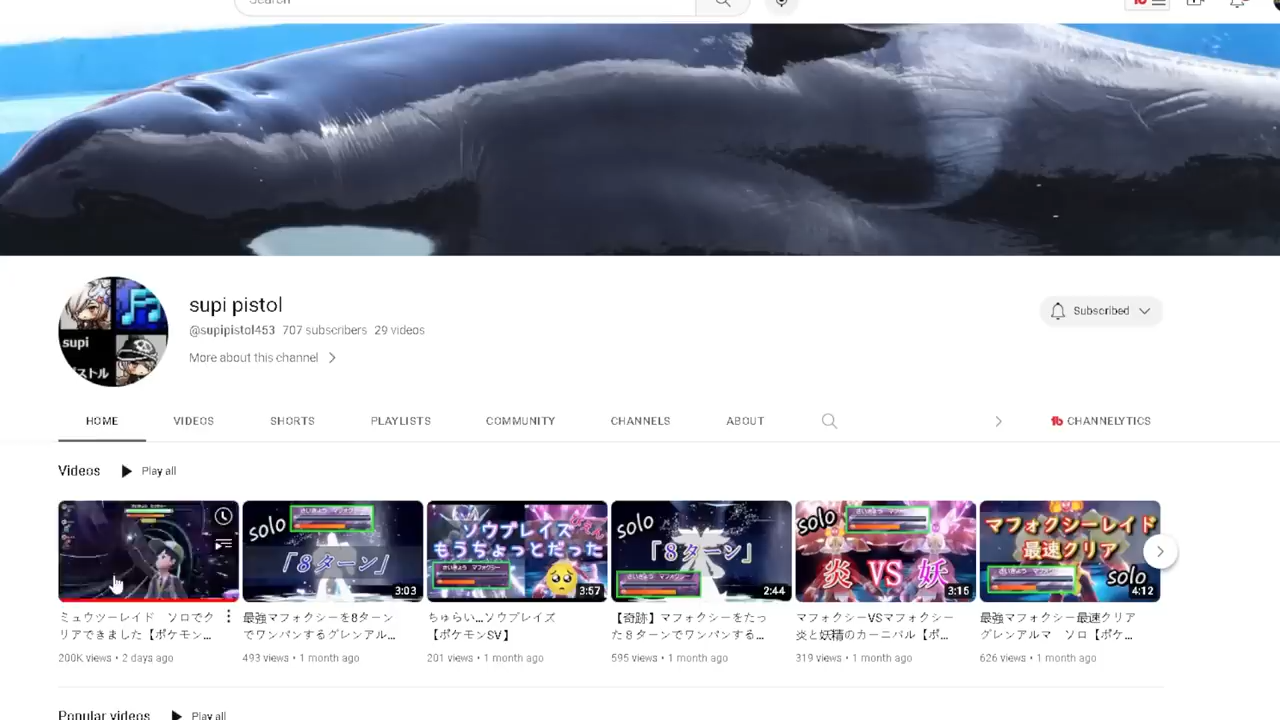 Search
supi pistol
@supipistol453 707 subscribers 29 videos
More about this channel
supi
ストル
Subscribed
HOME VIDEOS SHORTS PLAYLISTS COMMUNITY CHANNELS ABOUT CHANNELYTICS
Videos Play all
solo
「8ターン」
3:03
ソウブレイズ
もうちょっとだった
3:57
solo
「8ターン」
2:44
solo
炎 VS 妖
3:15
マフォクシーレイド
最速クリア
solo
4:12
ミュウツーレイド ソロでク
リアできました【ポケモン...
200K views • 2 days ago
最強マフォクシーを8ターン
でワンパンするグレンアル...
493 views • 1 month ago
ちゅらい...ソウブレイズ
【ポケモンSV】
201 views • 1 month ago
【奇跡】マフォクシーをたっ
た８ターンでワンパンする...
595 views • 1 month ago
マフォクシーVSマフォクシー
炎と妖精のカーニバル【ポ...
319 views • 1 month ago
最強マフォクシー最速クリア
グレンアルマ ソロ【ポケ...
626 views • 1 month ago
Popular videos Play all